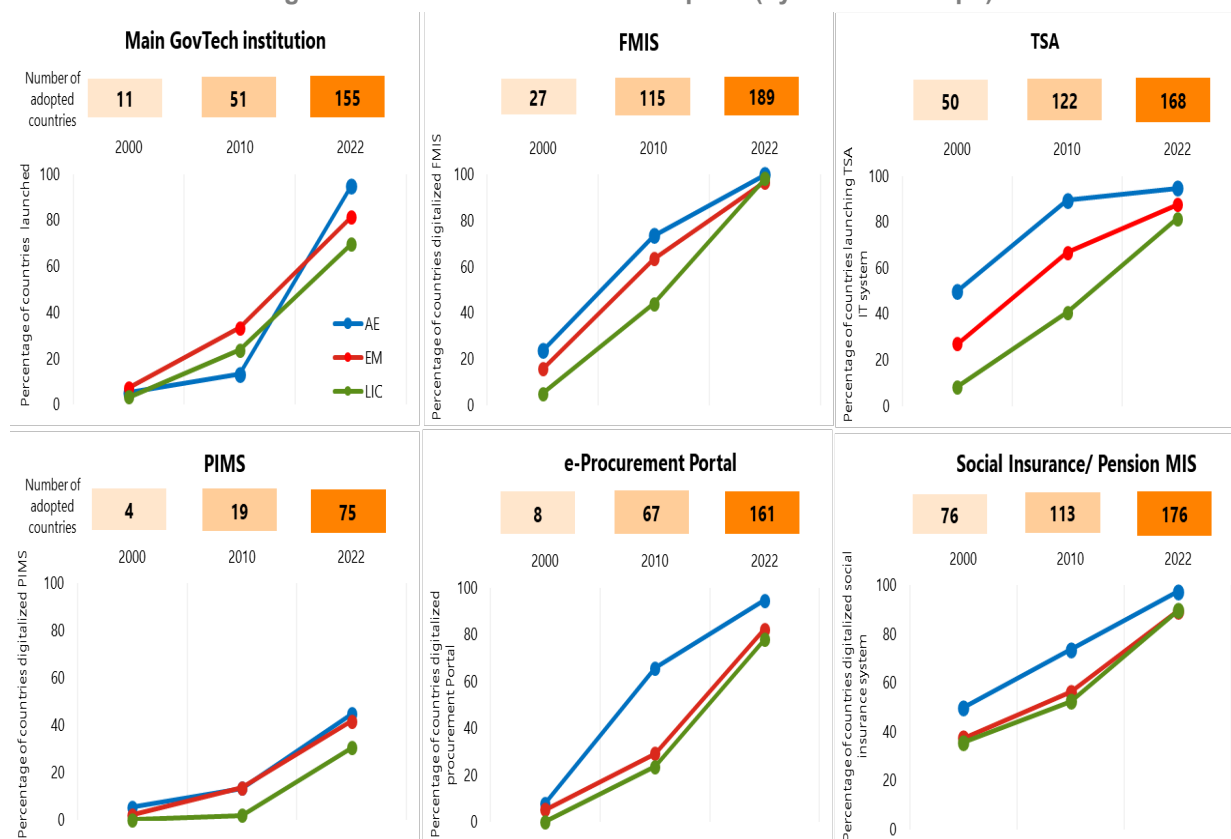 Main GovTech institution
Number of
adopted
countries
11 51 155
2000 2010 2022
Percentage of countries launched
100
80
60
40
20
0
AE
EM
LIC
FMIS
27 115 189
2000 2010 2022
Percentage of countries digitalized FMIS
100
80
60
40
20
0
TSA
50 122 168
2000 2010 2022
Percentage of countries launching TSA
IT system
100
80
60
40
20
0
PIMS
Number of
adopted
countries
4 19 75
2000 2010 2022
Percentage of countries digitalized PIMS
100
80
60
40
20
0
e-Procurement Portal
8 67 161
2000 2010 2022
Percentage of countries digitalized
procurement Portal
100
80
60
40
20
0
Social Insurance/ Pension MIS
76 113 176
2000 2010 2022
Percentage of countries digitalized social
insurance system
100
80
60
40
20
0